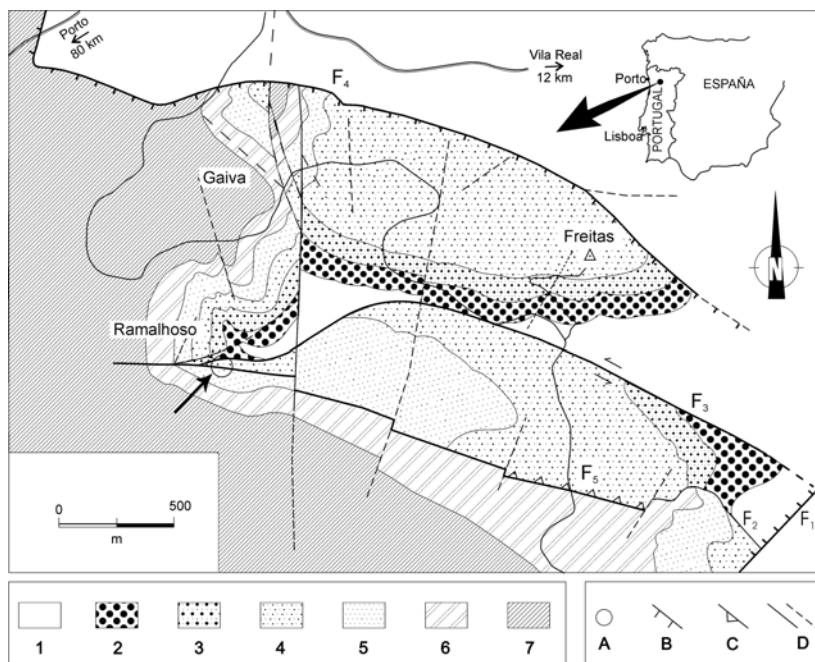 Porto
80 km
F4
Vila Real
12 km
Porto
Lisboa
PORTUGAL
ESPAÑA
Gaiva
Freitas
N
Ramalhoso
F3
F5
F2
F1
0 500
m
1 2 3 4 5 6 7
A B C D